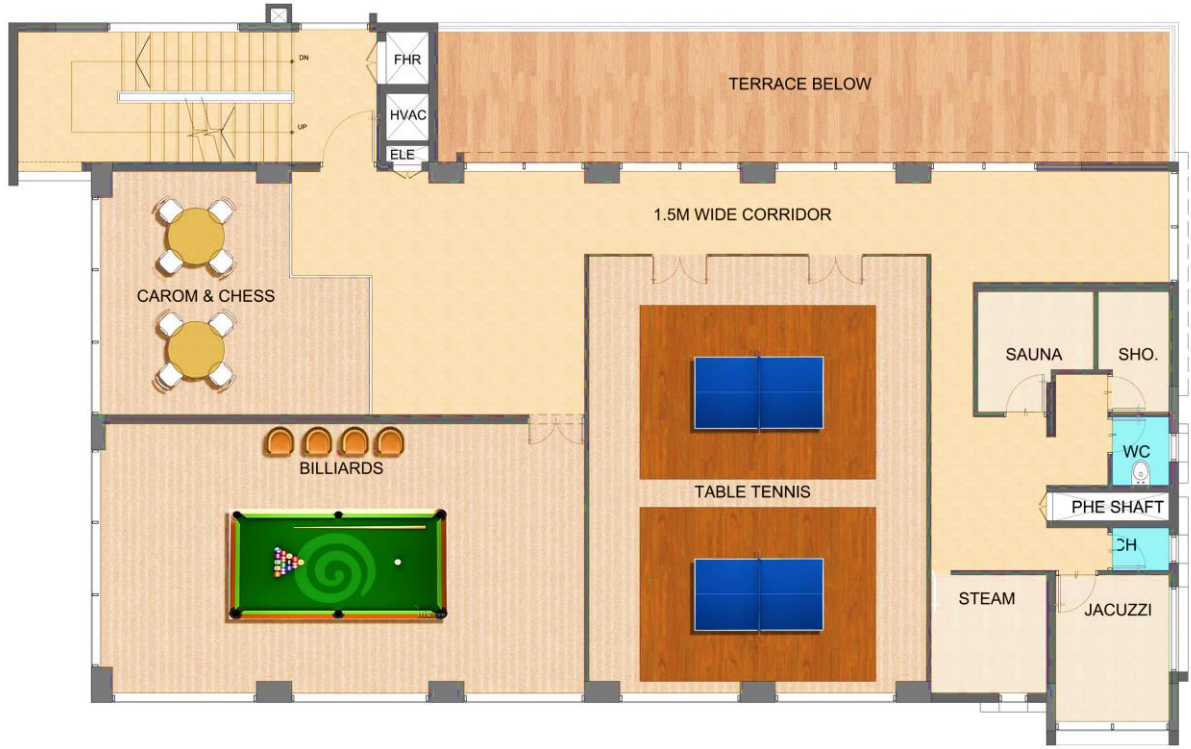 DN
FHR
TERRACE BELOW
HVAC
UP
ELE
1.5M WIDE CORRIDOR
CAROM & CHESS
SAUNA
SHO.
WC
BILLIARDS
TABLE TENNIS
PHE SHAFT
CH
STEAM
JACUZZI